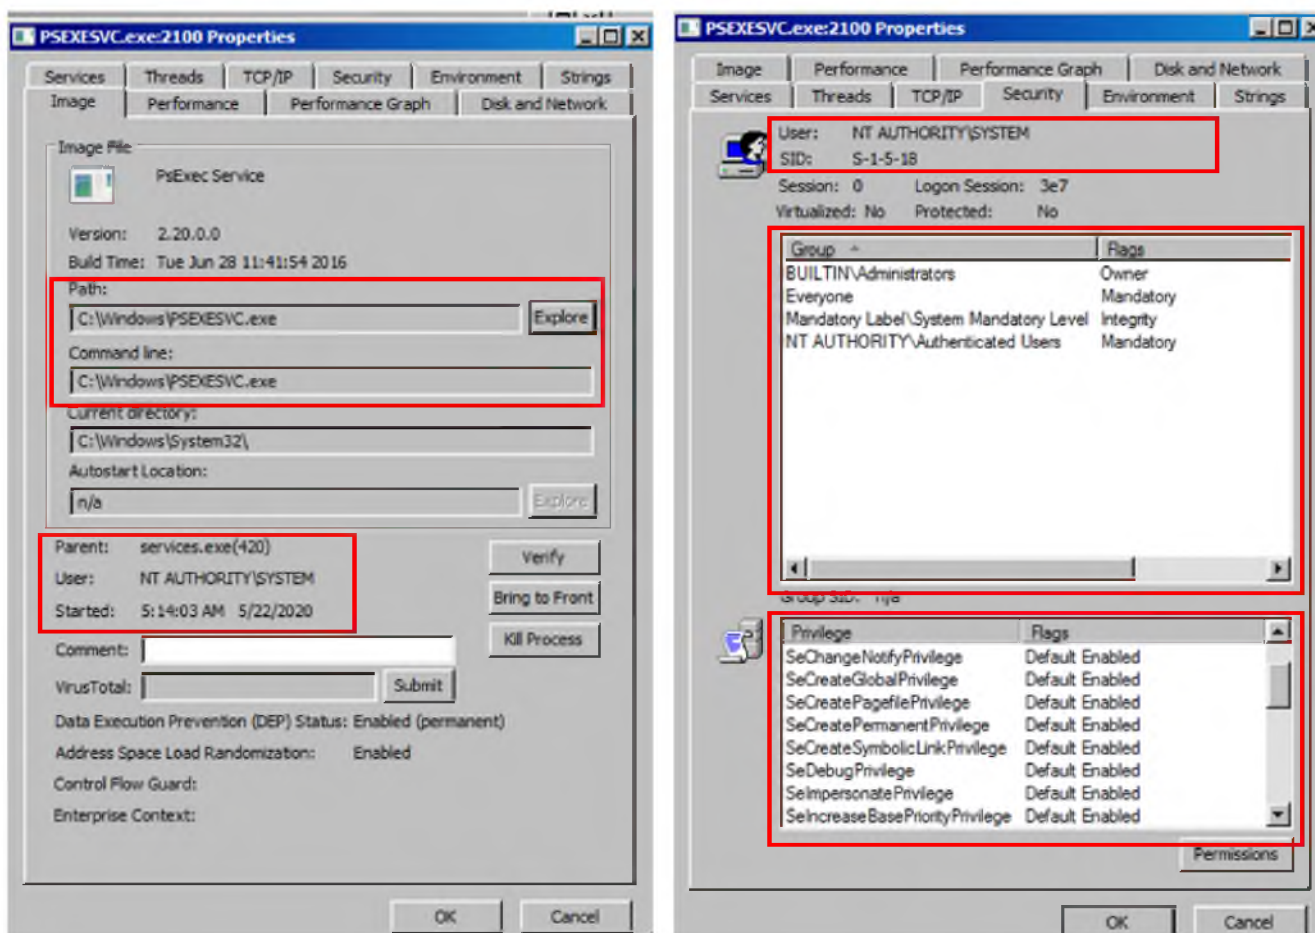 PSEXESVC.exe:2100 Properties
Services Threads TCP/IP Security Environment Strings
Image Performance Performance Graph Disk and Network
Image File
PsExec Service
Version: 2.20.0.0
Build Time: Tue Jun 28 11:41:54 2016
Path:
C:\Windows\PSEXESVC.exe Explore
Command line:
C:\Windows\PSEXESVC.exe
Current directory:
C:\Windows\System32\
Autostart Location:
n/a Explore
Parent: services.exe(420)
Verify
User: NT AUTHORITY\SYSTEM
Bring to Front
Started: 5:14:03 AM 5/22/2020
Kill Process
Comment:
VirusTotal: Submit
Data Execution Prevention (DEP) Status: Enabled (permanent)
Address Space Load Randomization: Enabled
Control Flow Guard:
Enterprise Context:
OK Cancel
PSEXESVC.exe:2100 Properties
Image Performance Performance Graph Disk and Network
Services Threads TCP/IP Security Environment Strings
User: NT AUTHORITY\SYSTEM
SID: S-1-5-18
Session: 0 Logon Session: 3e7
Virtualized: No Protected: No
Group Flags
BUILTIN\Administrators Owner
Everyone Mandatory
Mandatory Label\System Mandatory Level Integrity
NT AUTHORITY\Authenticated Users Mandatory
Group SID: n/a
Privilege Flags
SeChangeNotifyPrivilege Default Enabled
SeCreateGlobalPrivilege Default Enabled
SeCreatePagefilePrivilege Default Enabled
SeCreatePermanentPrivilege Default Enabled
SeCreateSymbolicLinkPrivilege Default Enabled
SeDebugPrivilege Default Enabled
SeImpersonatePrivilege Default Enabled
SeIncreaseBasePriorityPrivilege Default Enabled
Permissions
OK Cancel